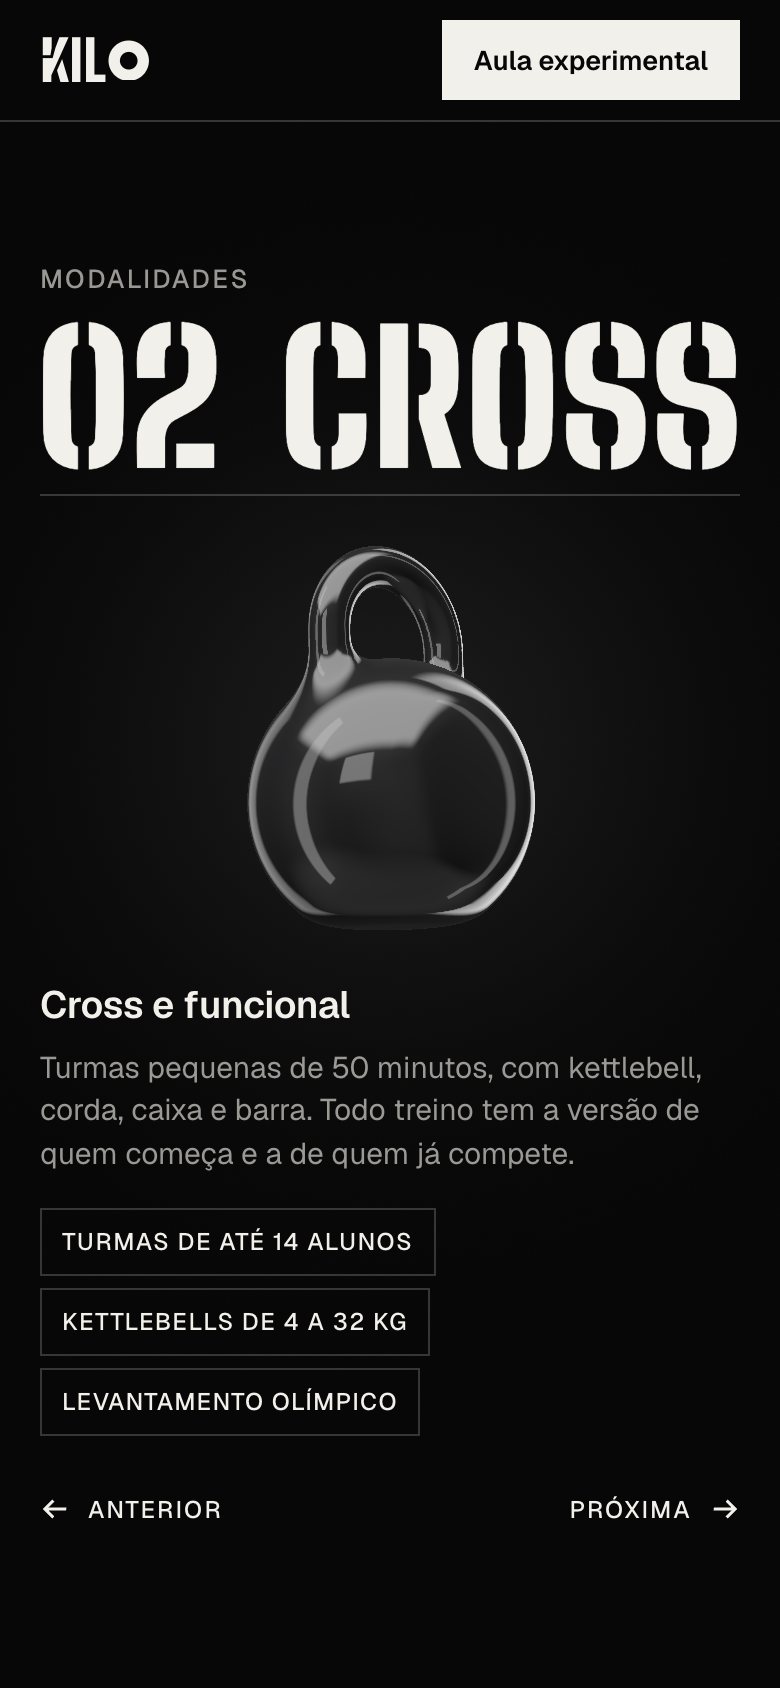 KILO
Aula experimental
MODALIDADES
02 CROSS
Cross e funcional
Turmas pequenas de 50 minutos, com kettlebell,
corda, caixa e barra. Todo treino tem a versão de
quem começa e a de quem já compete.
TURMAS DE ATÉ 14 ALUNOS
KETTLEBELLS DE 4 A 32 KG
LEVANTAMENTO OLÍMPICO
← ANTERIOR
PRÓXIMA →